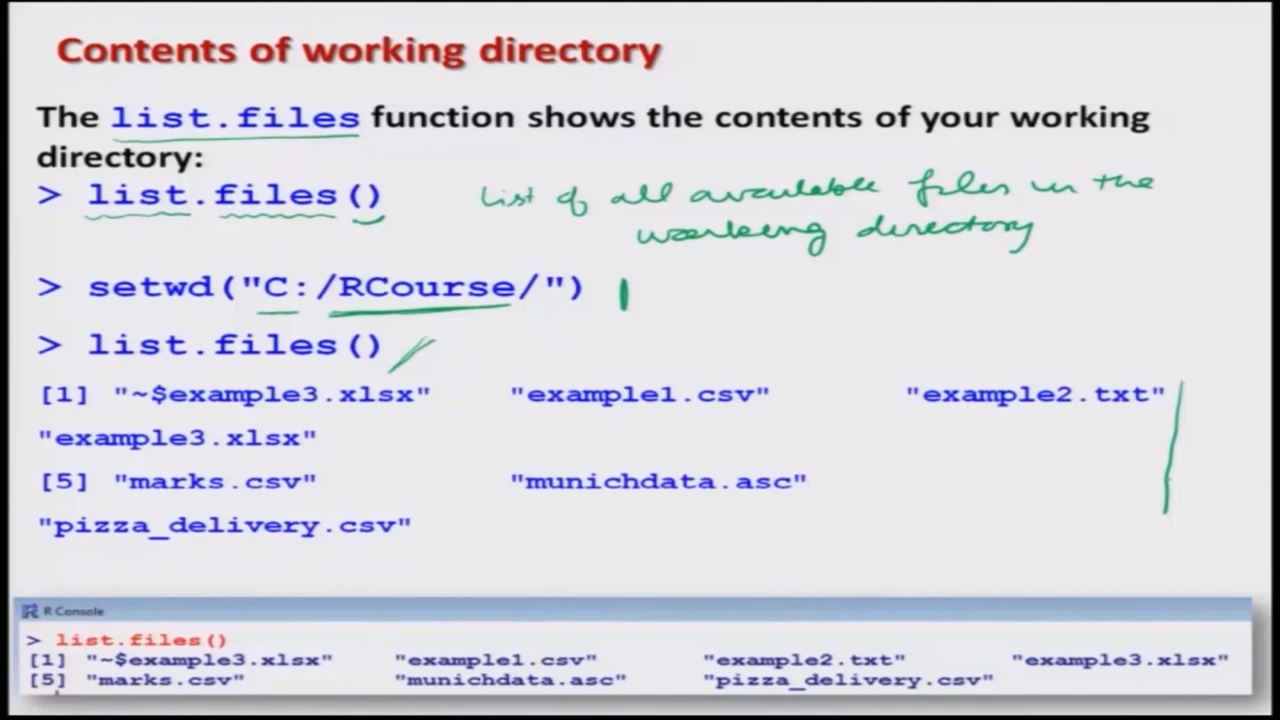 Contents of working directory
The list.files function shows the contents of your working
directory:
> list.files()
List of all available files in the
working directory
> setwd("C:/RCourse/")
> list.files()
[1] "~$example3.xlsx" "example1.csv" "example2.txt"
"example3.xlsx"
[5] "marks.csv" "munichdata.asc"
"pizza_delivery.csv"
R Console
> list.files()
[1] "~$example3.xlsx" "example1.csv" "example2.txt" "example3.xlsx"
[5] "marks.csv" "munichdata.asc" "pizza_delivery.csv"